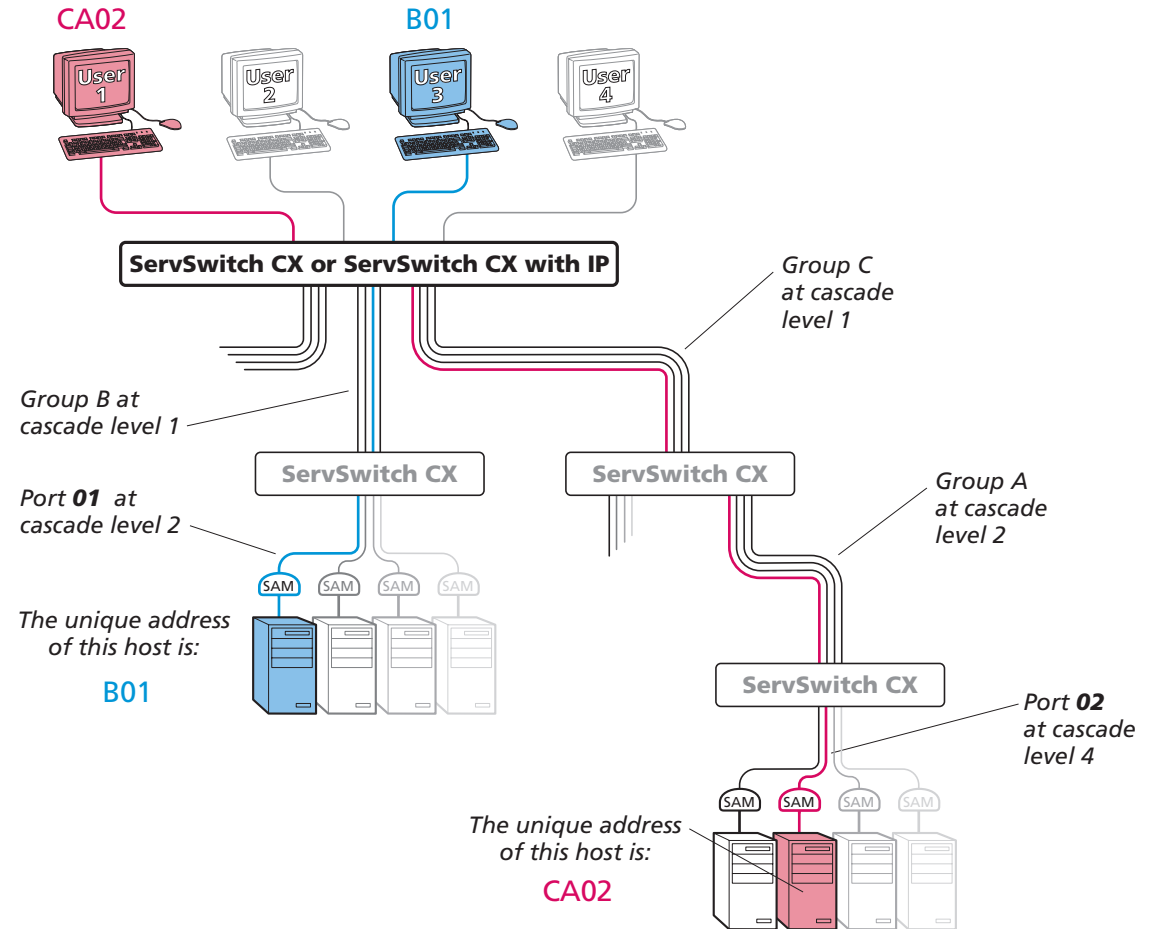 CA02
B01
User
1
User
2
User
3
User
4
ServSwitch CX or ServSwitch CX with IP
Group C
at cascade
level 1
Group B at
cascade level 1
ServSwitch CX
ServSwitch CX
Port 01 at
cascade level 2
Group A
at cascade
level 2
SAM
SAM
SAM
SAM
The unique address
of this host is:
B01
ServSwitch CX
Port 02
at cascade
level 4
SAM
SAM
SAM
SAM
The unique address
of this host is:
CA02